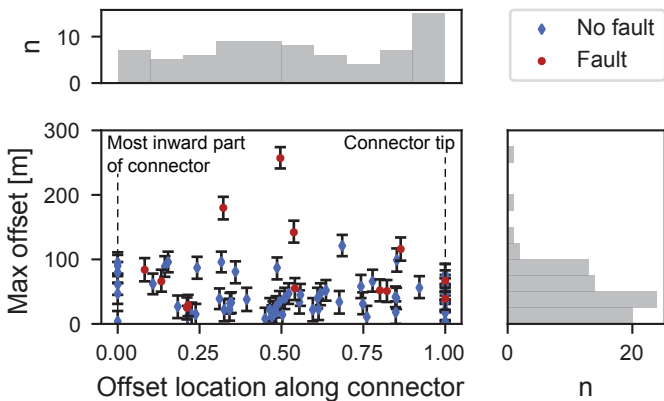 n
10
0
No fault
Fault
Max offset [m]
300
200
100
0
Most inward part
of connector
Connector tip
0.00
0.25
0.50
0.75
1.00
Offset location along connector
0
20
n